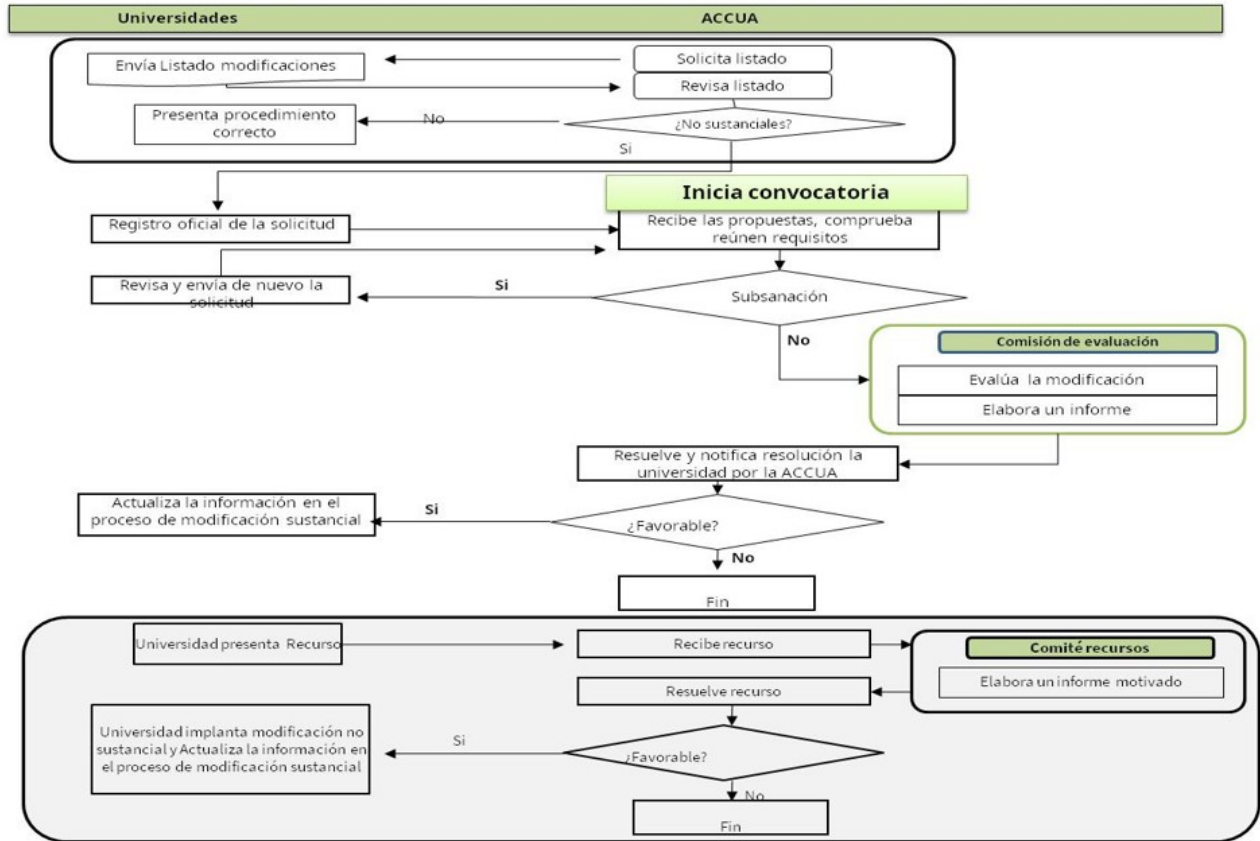 Universidades
ACCUA
Solicita listado
Envía Listado modificaciones
Revisa listado
Presenta procedimiento
correcto
No
¿No sustanciales?
Si
Inicia convocatoria
Registro oficial de la solicitud
Recibe las propuestas, comprueba
reúnen requisitos
Revisa y envía de nuevo la
solicitud
Si
Subsanación
No
Comisión de evaluación
Evalúa la modificación
Elabora un informe
Resuelve y notifica resolución la
universidad por la ACCUA
Actualiza la información en el
proceso de modificación sustancial
Si
¿Favorable?
No
Fin
Universidad presenta Recurso
Recibe recurso
Comité recursos
Elabora un informe motivado
Resuelve recurso
Universidad implanta modificación no
sustancial y Actualiza la información en
el proceso de modificación sustancial
Si
¿Favorable?
No
Fin